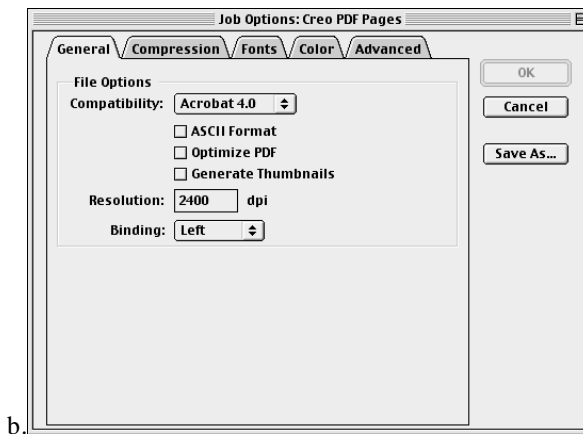 Job Options: Creo PDF Pages
General Compression Fonts Color Advanced
File Options
Compatibility: Acrobat 4.0
ASCII Format
Optimize PDF
Generate Thumbnails
Resolution: 2400 dpi
Binding: Left
OK
Cancel
Save As...
b.